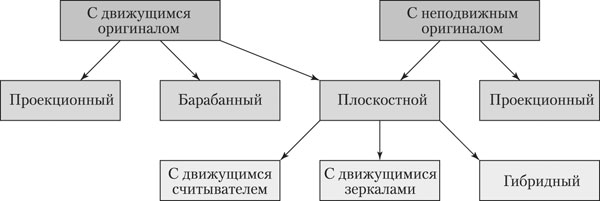 С движущимся
оригиналом
С неподвижным
оригиналом
Проекционный
Барабанный
Плоскостной
Проекционный
С движущимся
считывателем
С движущимися
зеркалами
Гибридный